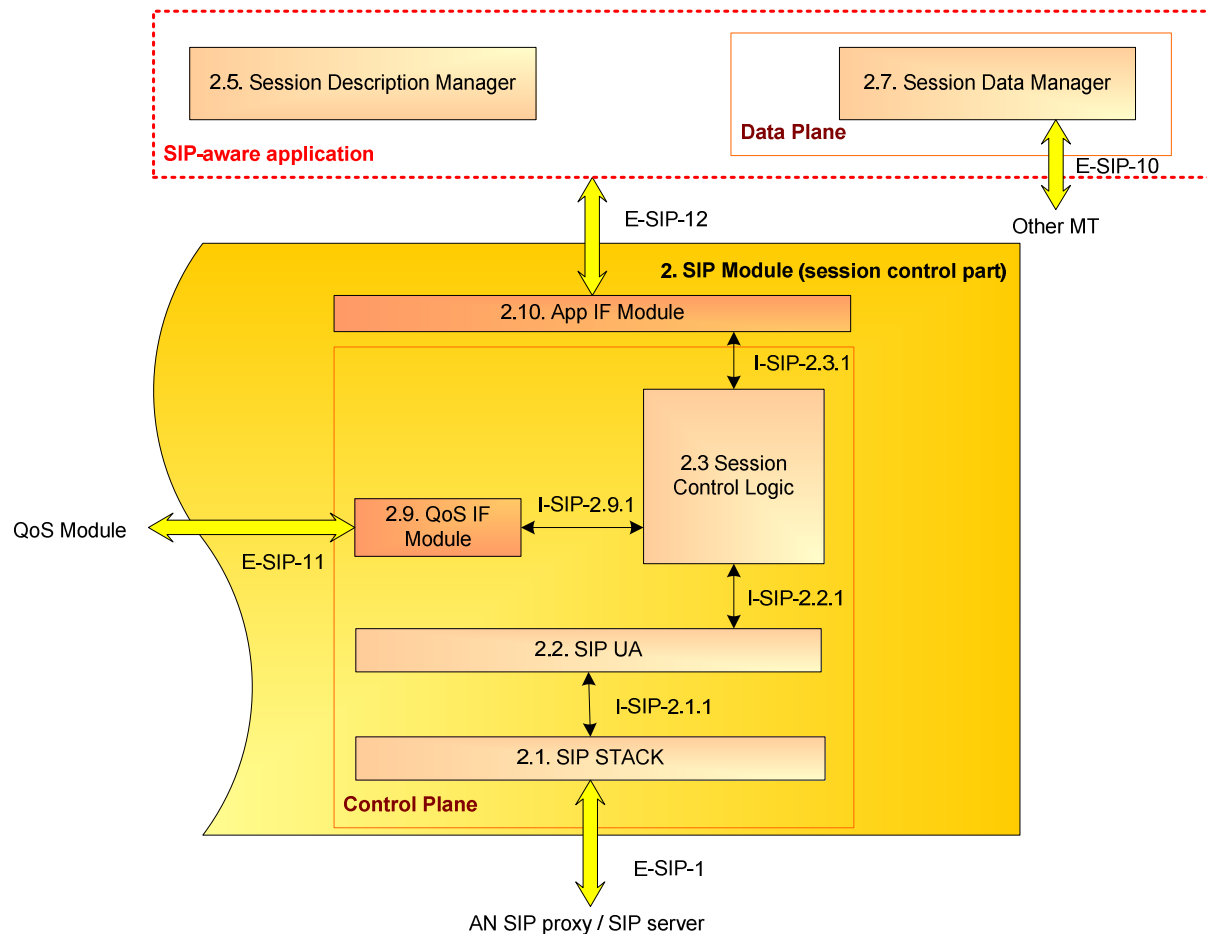 2.5. Session Description Manager
2.7. Session Data Manager
Data Plane
SIP-aware application
E-SIP-10
Other MT
E-SIP-12
2. SIP Module (session control part)
2.10. App IF Module
I-SIP-2.3.1
2.3 Session
Control Logic
I-SIP-2.9.1
2.9. QoS IF
Module
QoS Module
E-SIP-11
I-SIP-2.2.1
2.2. SIP UA
I-SIP-2.1.1
2.1. SIP STACK
Control Plane
E-SIP-1
AN SIP proxy / SIP server